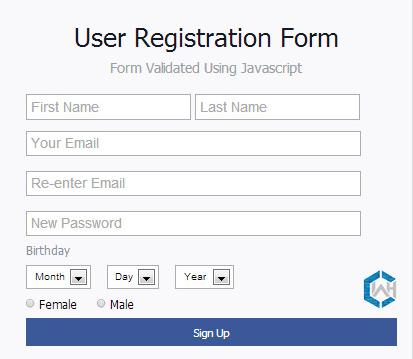 User Registration Form
Form Validated Using Javascript
First Name Last Name
Your Email
Re-enter Email
New Password
Birthday
Month Day Year
Female Male
Sign Up